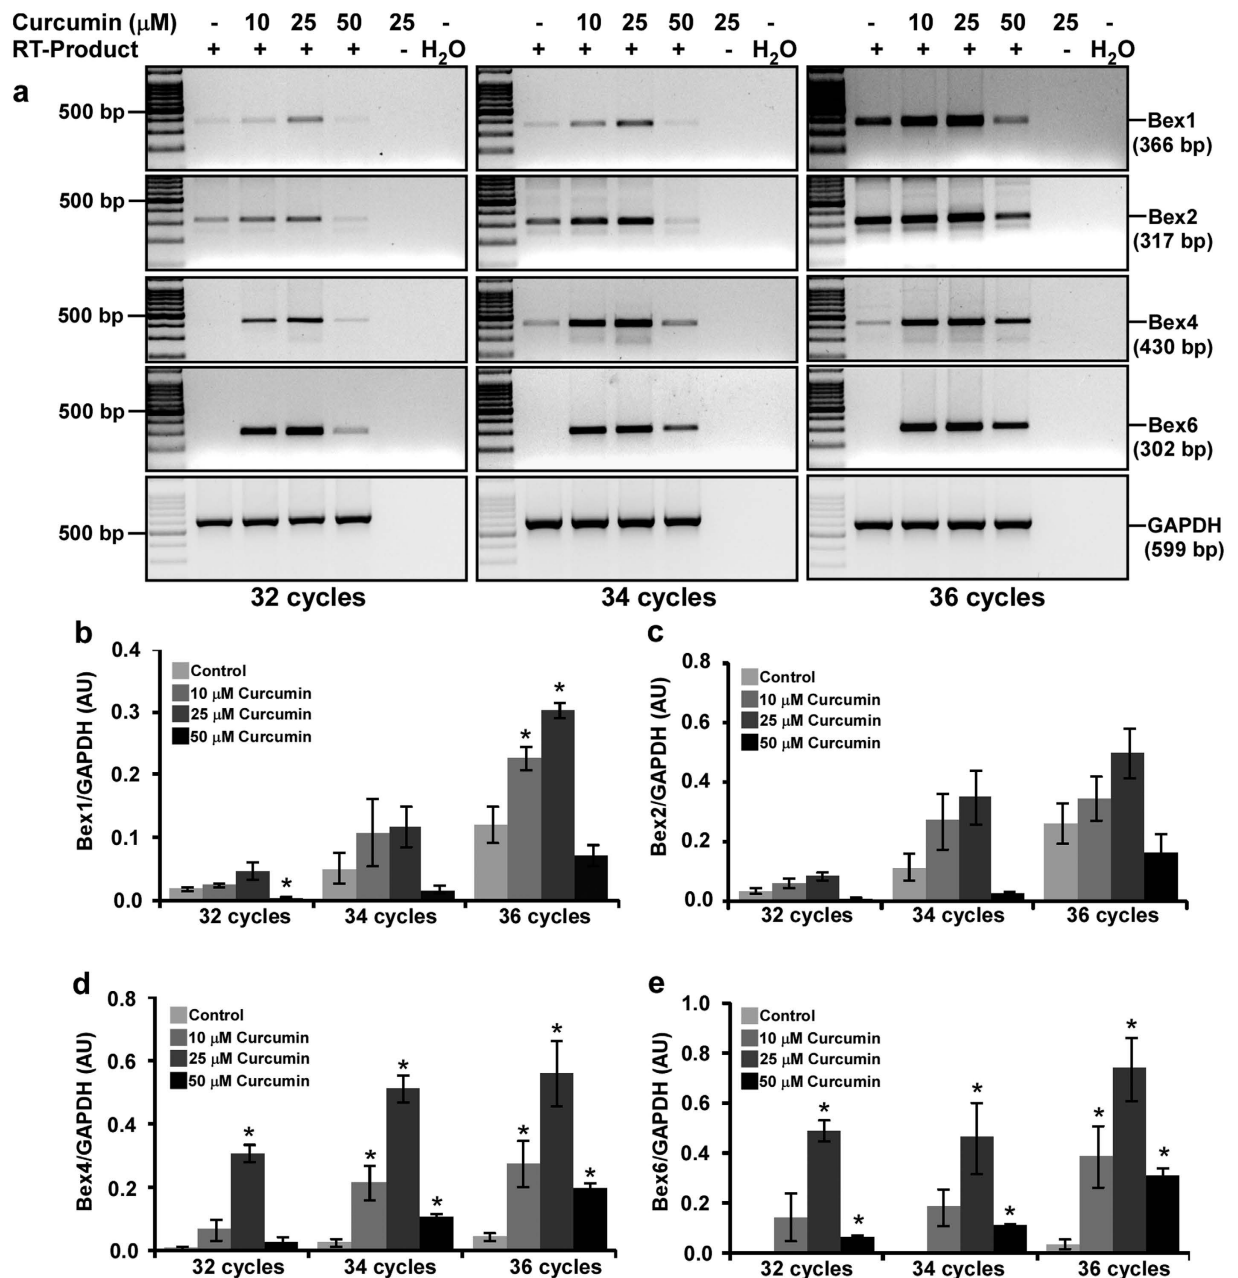 Curcumin (μM) - 10 25 50 25 - - 10 25 50 25 - - 10 25 50 25 -
RT-Product + + + + - H2O + + + + - H2O + + + + - H2O
a
500 bp
Bex1
(366 bp)
500 bp
Bex2
(317 bp)
500 bp
Bex4
(430 bp)
500 bp
Bex6
(302 bp)
500 bp
GAPDH
(599 bp)
32 cycles 34 cycles 36 cycles
b
Bex1/GAPDH (AU)
0.4
0.3
0.2
0.1
0.0
Control
10 μM Curcumin
25 μM Curcumin
50 μM Curcumin
* * *
32 cycles 34 cycles 36 cycles
c
Bex2/GAPDH (AU)
0.8
0.6
0.4
0.2
0.0
Control
10 μM Curcumin
25 μM Curcumin
50 μM Curcumin
32 cycles 34 cycles 36 cycles
d
Bex4/GAPDH (AU)
0.8
0.6
0.4
0.2
0.0
Control
10 μM Curcumin
25 μM Curcumin
50 μM Curcumin
* * * * * * *
32 cycles 34 cycles 36 cycles
e
Bex6/GAPDH (AU)
1.0
0.8
0.6
0.4
0.2
0.0
Control
10 μM Curcumin
25 μM Curcumin
50 μM Curcumin
* * * * * * *
32 cycles 34 cycles 36 cycles